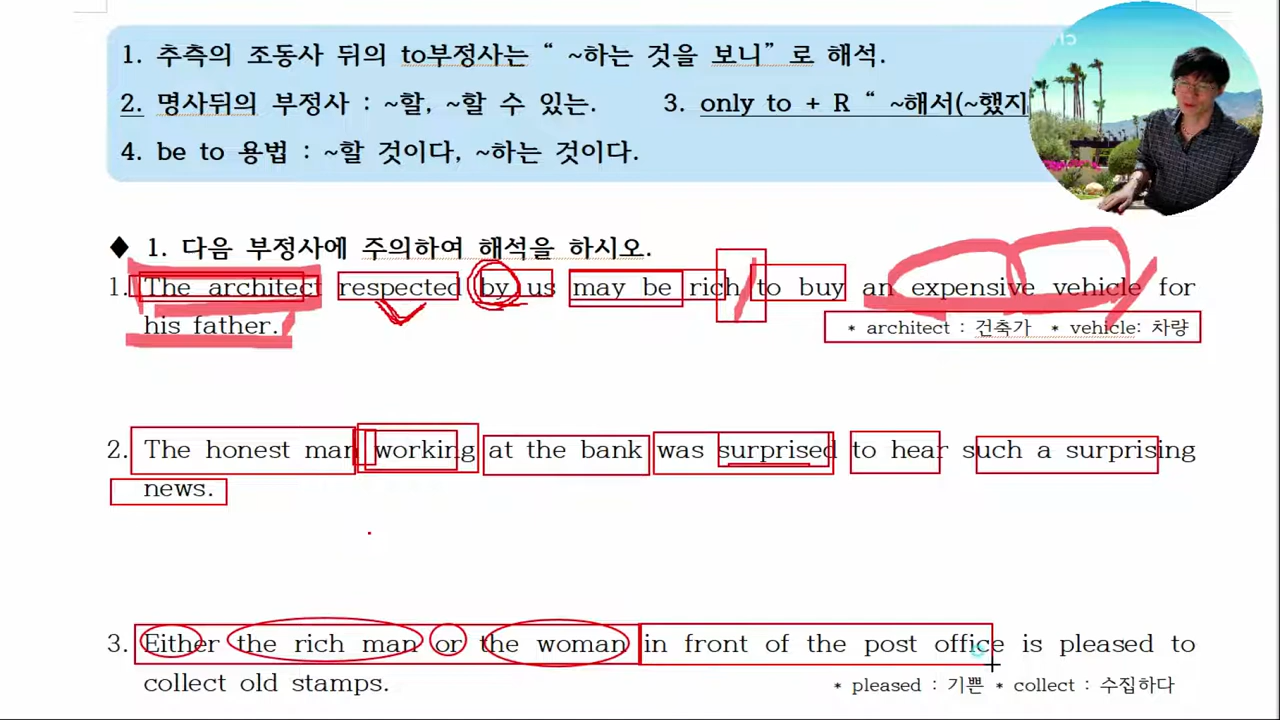 1. 추측의 조동사 뒤의 to부정사는 “ ~하는 것을 보니” 로 해석.
2. 명사뒤의 부정사 : ~할, ~할 수 있는. 3. only to + R “ ~해서(~했지
4. be to 용법 : ~할 것이다, ~하는 것이다.
◆ 1. 다음 부정사에 주의하여 해석을 하시오.
1. The architect respected by us may be rich to buy an expensive vehicle for
his father.
* architect : 건축가 * vehicle: 차량
2. The honest man working at the bank was surprised to hear such a surprising
news.
3. Either the rich man or the woman in front of the post office is pleased to
collect old stamps.
* pleased : 기쁜 * collect : 수집하다